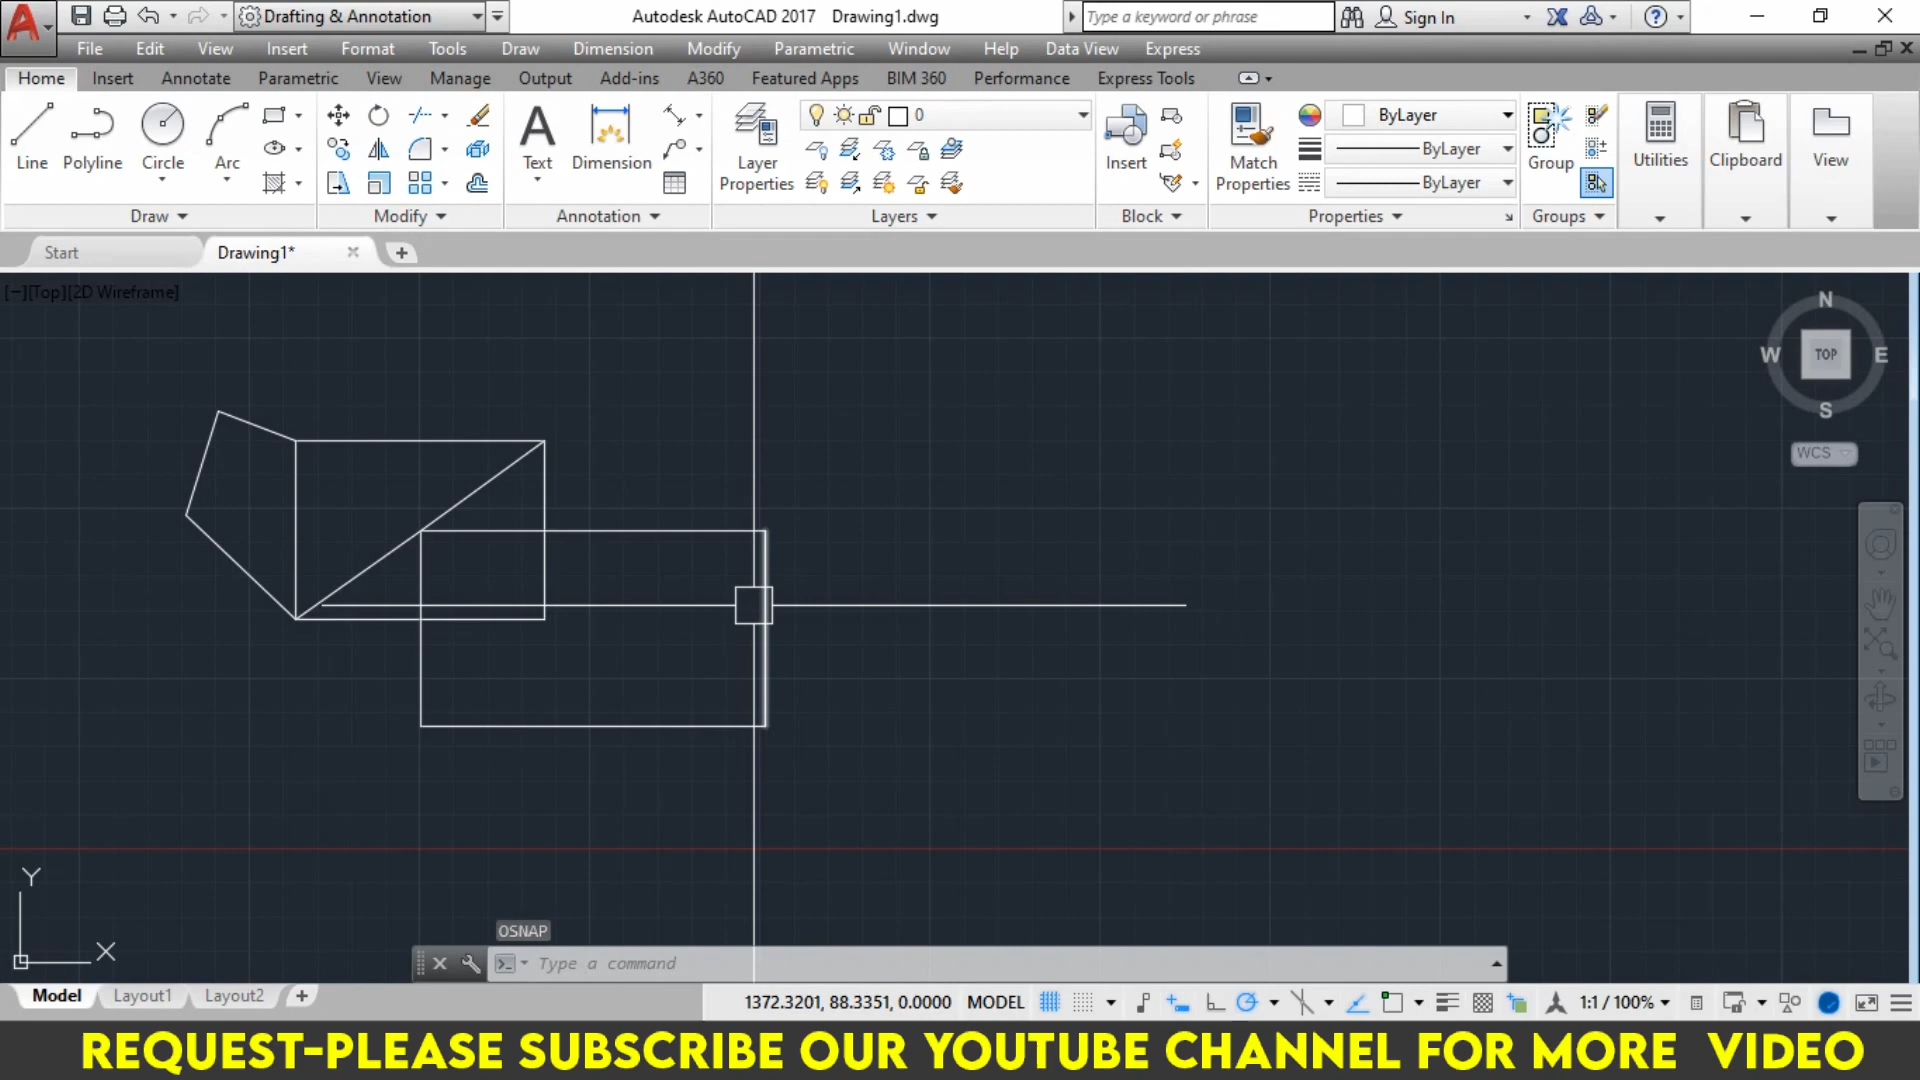 Drafting & Annotation
Autodesk AutoCAD 2017 Drawing1.dwg
Type a keyword or phrase
Sign In
File Edit View Insert Format Tools Draw Dimension Modify Parametric Window Help Data View Express
Home Insert Annotate Parametric View Manage Output Add-ins A360 Featured Apps BIM 360 Performance Express Tools
0
ByLayer
ByLayer
ByLayer
Line Polyline Circle Arc
Text Dimension
Layer
Properties
Insert
Match
Properties
Group Utilities Clipboard View
Draw Modify Annotation Layers Block Properties Groups
Start Drawing1*
[−][Top][2D Wireframe]
N
W TOP E
S
WCS
Y
X
OSNAP
Type a command
Model Layout1 Layout2
1372.3201, 88.3351, 0.0000 MODEL
1:1 / 100%
REQUEST-PLEASE SUBSCRIBE OUR YOUTUBE CHANNEL FOR MORE VIDEO